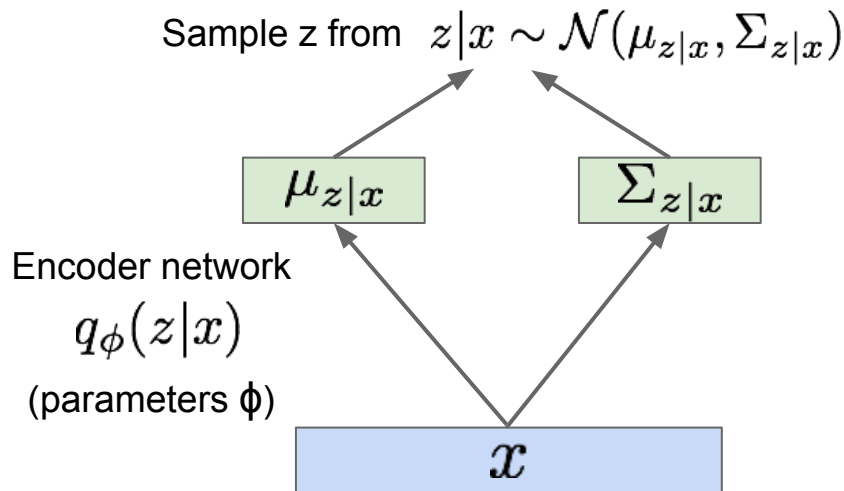 Sample z from z|x ∼ 𝒩(μ_{z|x}, Σ_{z|x})
μ_{z|x} Σ_{z|x}
Encoder network
q_ϕ(z|x)
(parameters ϕ)
x